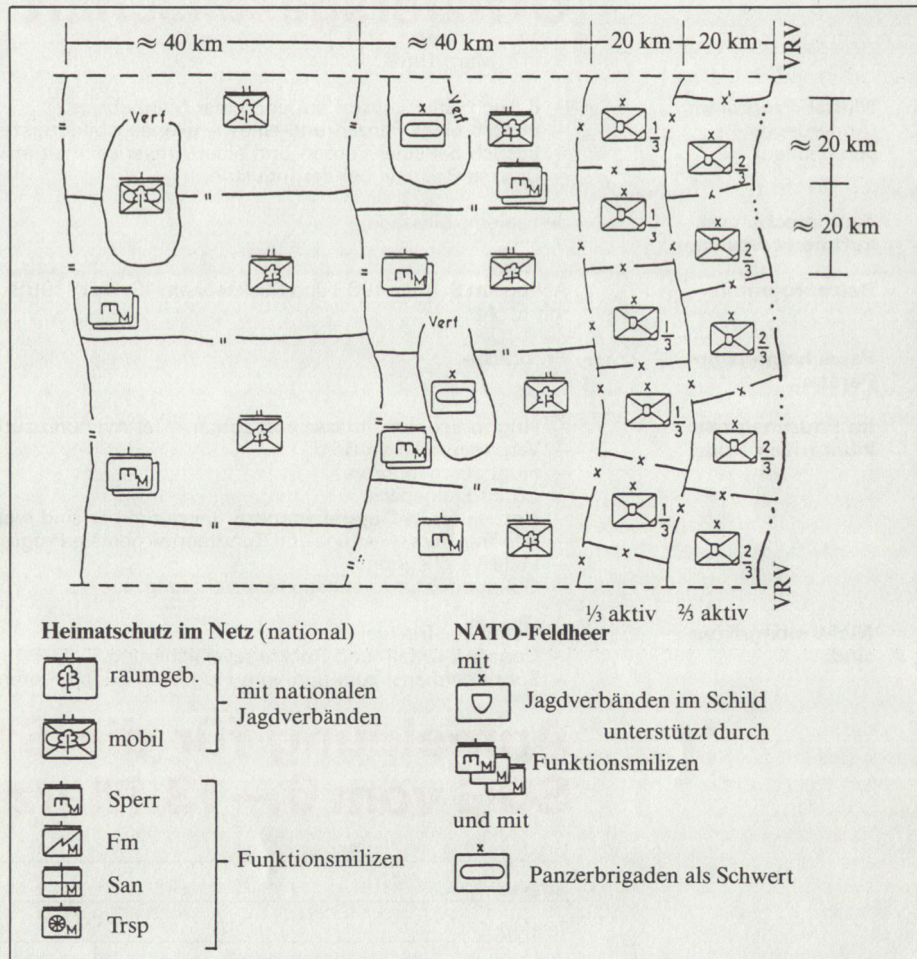 ≈ 40 km ≈ 40 km 20 km 20 km VRV
Verf. Verf
≈ 20 km
≈ 20 km
Verf
1/3 2/3
1/3 2/3
1/3 2/3
1/3 2/3
1/3 2/3
M
M M
M M
M
VRV
⅓ aktiv ⅔ aktiv
Heimatschutz im Netz (national)
raumgeb.
mobil
mit nationalen
Jagdverbänden
Sperr
Fm
San
Trsp
Funktionsmilizen
NATO-Feldheer
mit
Jagdverbänden im Schild
unterstützt durch
Funktionsmilizen
und mit
Panzerbrigaden als Schwert